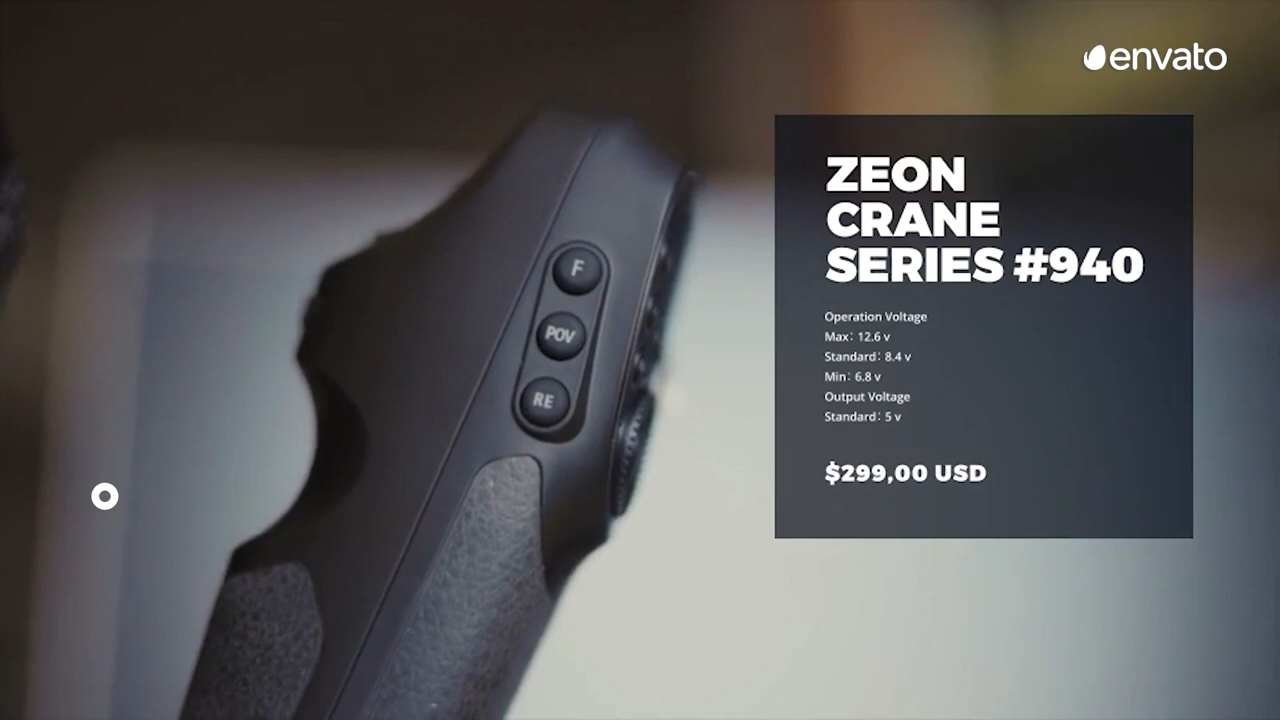 envato
ZEON
CRANE
SERIES #940
Operation Voltage
Max: 12.6 v
Standard: 8.4 v
Min: 6.8 v
Output Voltage
Standard: 5 v
$299,00 USD
F
POV
RE